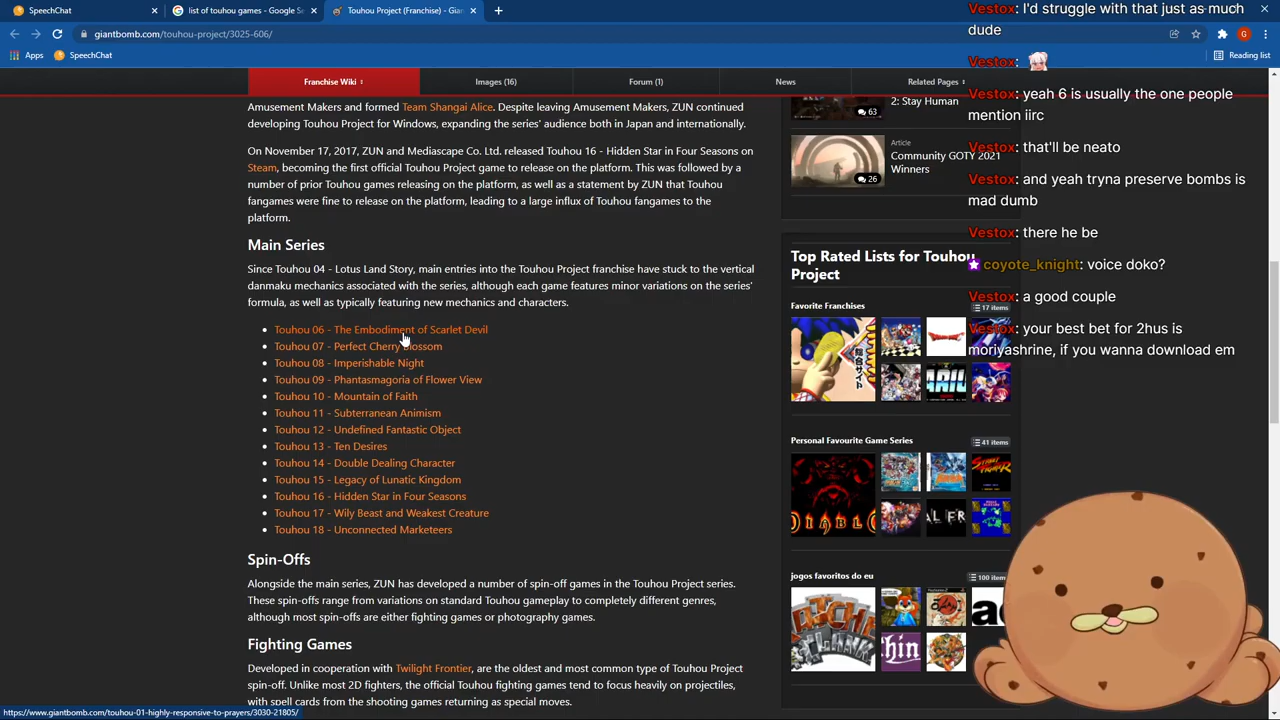 SpeechChat
list of touhou games - Google Se
Touhou Project (Franchise) - Gian
giantbomb.com/touhou-project/3025-606/
G
Apps
SpeechChat
Reading list
Franchise Wiki
Images (16)
Forum (1)
News
Related Pages
Amusement Makers and formed Team Shangai Alice. Despite leaving Amusement Makers, ZUN continued
developing Touhou Project for Windows, expanding the series' audience both in Japan and internationally.
On November 17, 2017, ZUN and Mediascape Co. Ltd. released Touhou 16 - Hidden Star in Four Seasons on
Steam, becoming the first official Touhou Project game to release on the platform. This was followed by a
number of prior Touhou games releasing on the platform, as well as a statement by ZUN that Touhou
fangames were fine to release on the platform, leading to a large influx of Touhou fangames to the
platform.
Main Series
Since Touhou 04 - Lotus Land Story, main entries into the Touhou Project franchise have stuck to the vertical
danmaku mechanics associated with the series, although each game features minor variations on the series'
formula, as well as typically featuring new mechanics and characters.
Touhou 06 - The Embodiment of Scarlet Devil
Touhou 07 - Perfect Cherry Blossom
Touhou 08 - Imperishable Night
Touhou 09 - Phantasmagoria of Flower View
Touhou 10 - Mountain of Faith
Touhou 11 - Subterranean Animism
Touhou 12 - Undefined Fantastic Object
Touhou 13 - Ten Desires
Touhou 14 - Double Dealing Character
Touhou 15 - Legacy of Lunatic Kingdom
Touhou 16 - Hidden Star in Four Seasons
Touhou 17 - Wily Beast and Weakest Creature
Touhou 18 - Unconnected Marketeers
Spin-Offs
Alongside the main series, ZUN has developed a number of spin-off games in the Touhou Project series.
These spin-offs range from variations on standard Touhou gameplay to completely different genres,
although most spin-offs are either fighting games or photography games.
Fighting Games
Developed in cooperation with Twilight Frontier, are the oldest and most common type of Touhou Project
spin-off. Unlike most 2D fighters, the official Touhou fighting games tend to focus heavily on projectiles,
with spell cards from the shooting games returning as special moves.
https://www.giantbomb.com/touhou-01-highly-responsive-to-prayers/3030-21805/
2: Stay Human
63
Article
Community GOTY 2021
Winners
26
Top Rated Lists for Touhou
Project
Favorite Franchises
17 items
Personal Favourite Game Series
41 items
DIABLO
jogos favoritos do eu
100 items
Vestox: I'd struggle with that just as much
dude
Vestox:
Vestox: yeah 6 is usually the one people
mention iirc
Vestox: that'll be neato
Vestox: and yeah tryna preserve bombs is
mad dumb
Vestox: there he be
coyote_knight: voice doko?
Vestox: a good couple
Vestox: your best bet for 2hus is
moriyashrine, if you wanna download em